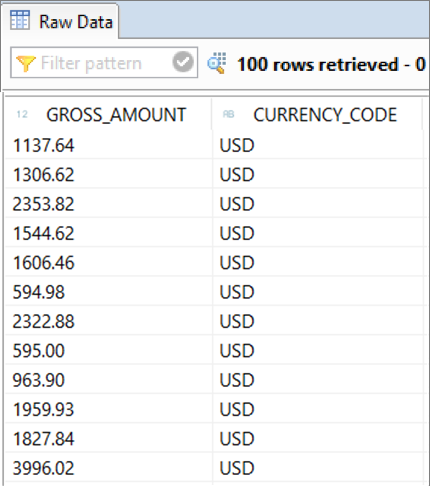 Raw Data
Filter pattern 100 rows retrieved - 0
12 GROSS_AMOUNT AB CURRENCY_CODE
1137.64 USD
1306.62 USD
2353.82 USD
1544.62 USD
1606.46 USD
594.98 USD
2322.88 USD
595.00 USD
963.90 USD
1959.93 USD
1827.84 USD
3996.02 USD